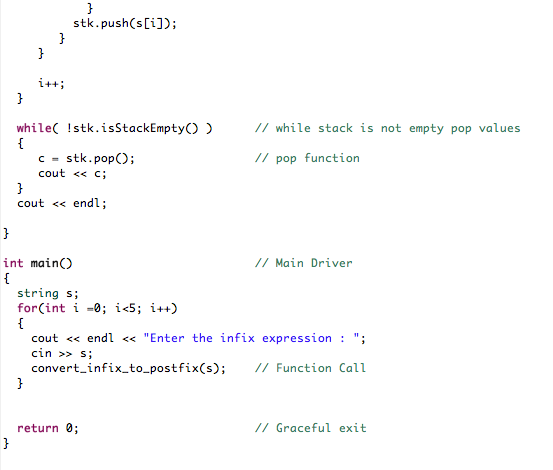 }
          stk.push(s[i]);
        }
     }

     i++;
  }

  while( !stk.isStackEmpty() )      // while stack is not empty pop values
  {
     c = stk.pop();                 // pop function
     cout << c;
  }
  cout << endl;

}

int main()                          // Main Driver
{
  string s;
  for(int i =0; i<5; i++)
  {
    cout << endl << "Enter the infix expression : ";
    cin >> s;
    convert_infix_to_postfix(s);    // Function Call
  }


  return 0;                         // Graceful exit
}